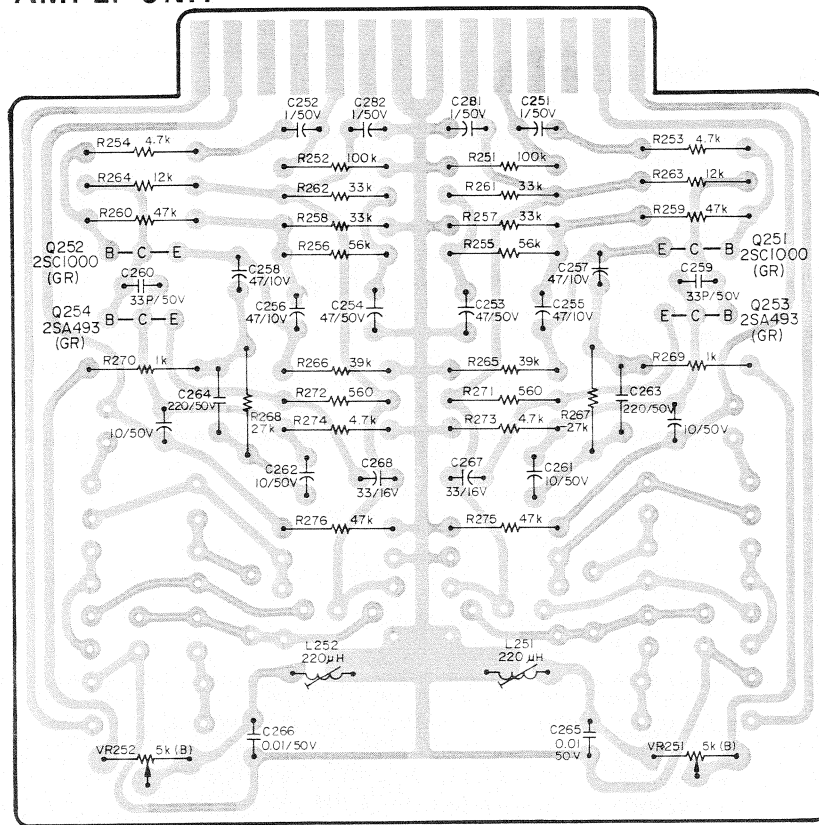 C252 C282 C281 C251
1/50V 1/50V 1/50V 1/50V
R254 4.7k R253 4.7k
R252 100k R251 100k
R264 12k R263 12k
R262 33k R261 33k
R260 47k R259 47k
R258 33k R257 33k
Q252 B-C-E R256 56k R255 56k E-C-B Q251
2SC1000 2SC1000
(GR) (GR)
C260 C258 C257 C259
33P/50V 47/10V 47/10V 33P/50V
Q254 B-C-E C256 C254 C253 C255 E-C-B Q253
2SA493 47/10V 47/50V 47/50V 47/10V 2SA493
(GR) (GR)
R270 1k R266 39k R265 39k R269 1k
C264 R272 560 R271 560 C263
220/50V R268 R267 220/50V
27k 27k
10/50V R274 4.7k R273 4.7k 10/50V
C262 C268 C267 C261
10/50V 33/16V 33/16V 10/50V
R276 47k R275 47k
L252 L251
220µH 220µH
C266 C265
0.01/50V 0.01
50V
VR252 5k(B) VR251 5k(B)